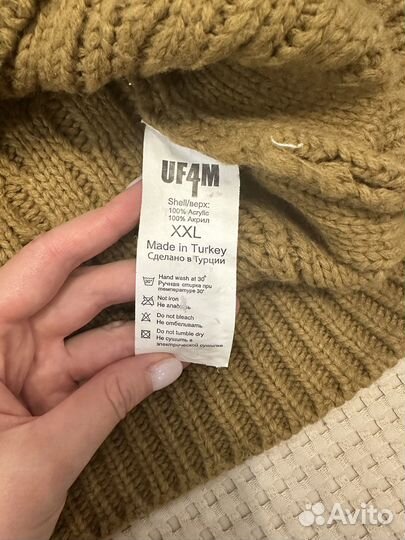 UF4M
Shell/верх:
100% Acrylic
100% Акрил
XXL
Made in Turkey
Сделано в Турции
Hand wash at 30°
Ручная стирка при
температуре 30°
Not iron
Не
Do not bleach
Не отбеливать
Do not tumble dry
Не сушить в
электрической сушилке
Avito